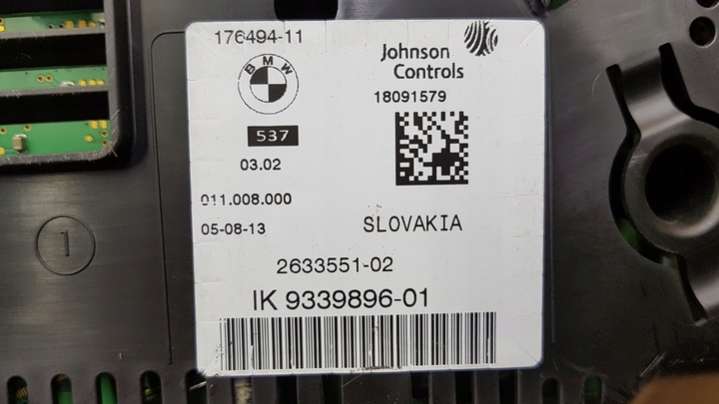 176494-11
BMW
Johnson
Controls
18091579
537
03.02
011.008.000
05-08-13
SLOVAKIA
1
2633551-02
IK 9339896-01